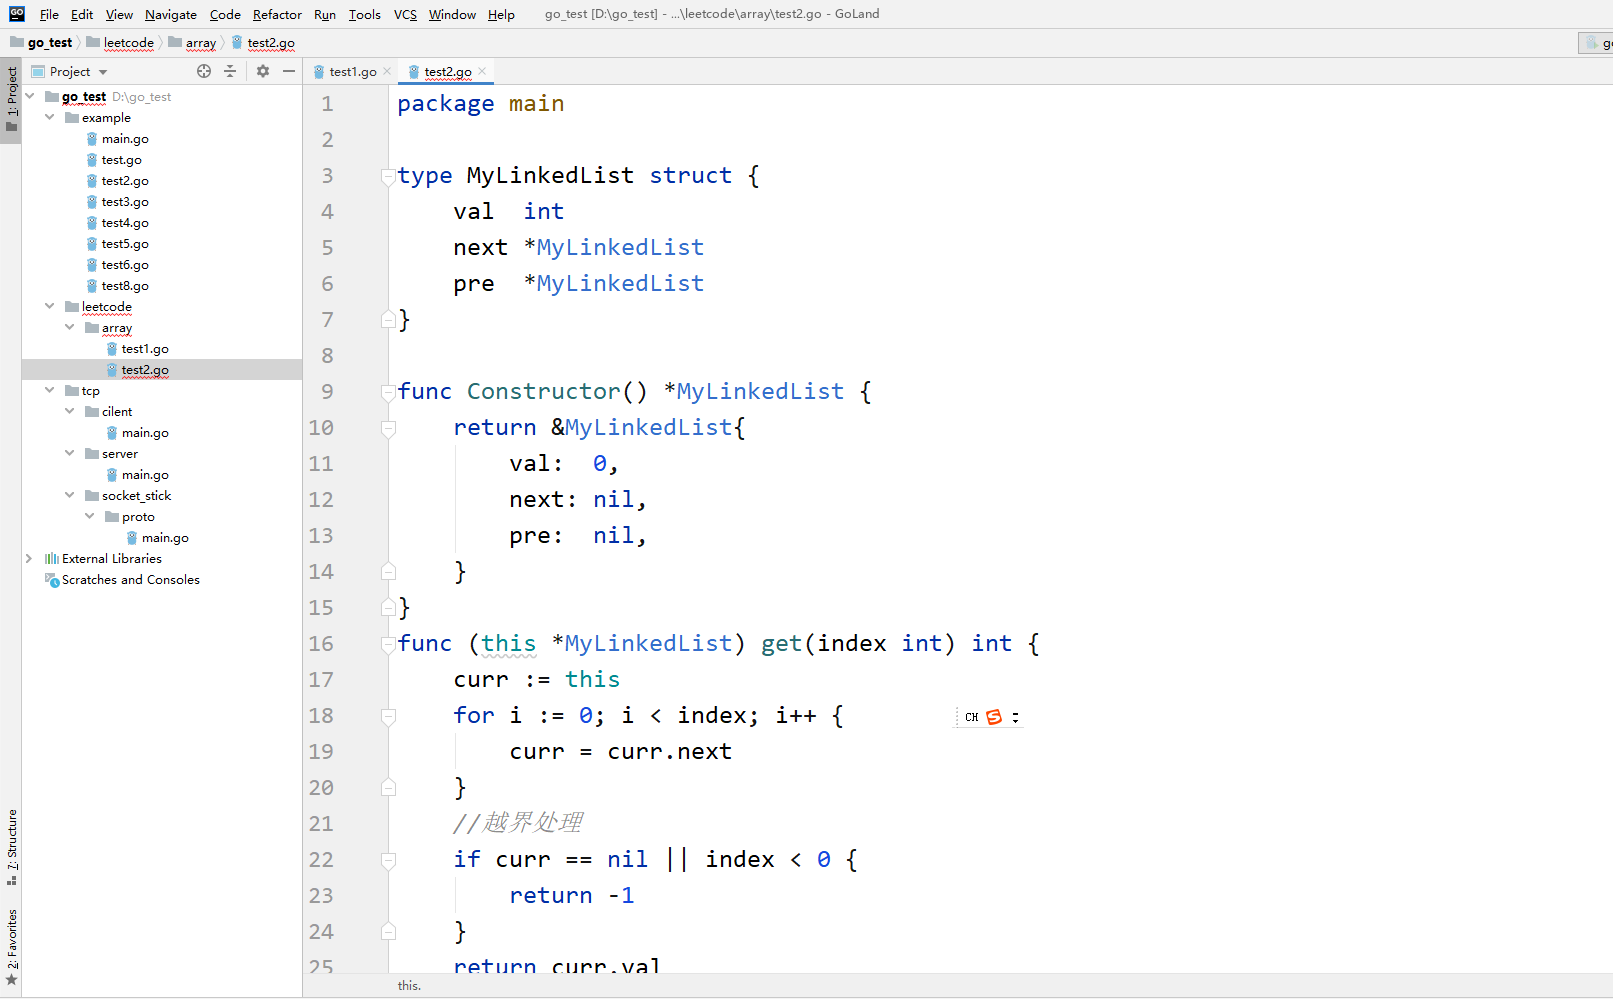 File Edit View Navigate Code Refactor Run Tools VCS Window Help go_test [D:\go_test] - ...\leetcode\array\test2.go - GoLand
go_test leetcode array test2.go
Project
test1.go
test2.go
1: Project
go_test D:\go_test
example
main.go
test.go
test2.go
test3.go
test4.go
test5.go
test6.go
test8.go
leetcode
array
test1.go
test2.go
tcp
cilent
main.go
server
main.go
socket_stick
proto
main.go
External Libraries
Scratches and Consoles
7: Structure
2: Favorites
1 package main
2
3 type MyLinkedList struct {
4 val int
5 next *MyLinkedList
6 pre *MyLinkedList
7 }
8
9 func Constructor() *MyLinkedList {
10 return &MyLinkedList{
11 val: 0,
12 next: nil,
13 pre: nil,
14 }
15 }
16 func (this *MyLinkedList) get(index int) int {
17 curr := this
18 for i := 0; i < index; i++ {
19 curr = curr.next
20 }
21 //越界处理
22 if curr == nil || index < 0 {
23 return -1
24 }
25 return curr.val
CH S
this.